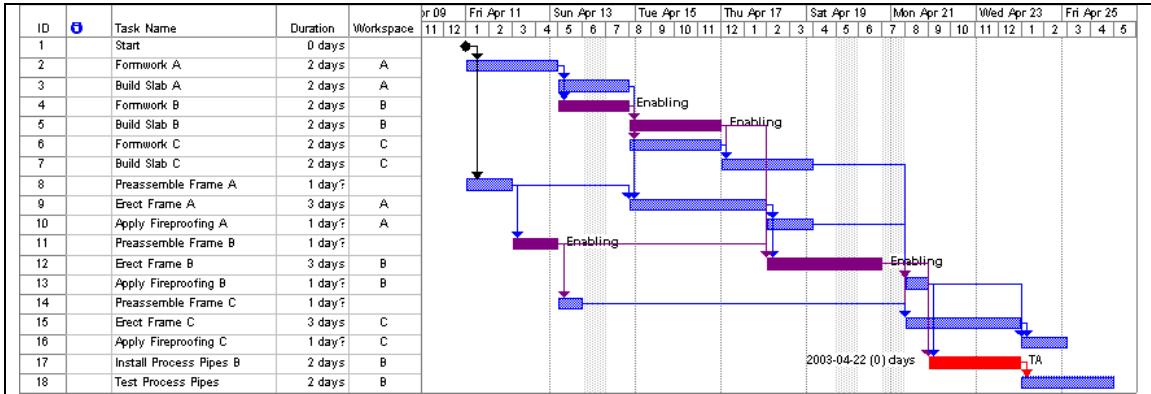 or 09 Fri Apr 11 Sun Apr 13 Tue Apr 15 Thu Apr 17 Sat Apr 19 Mon Apr 21 Wed Apr 23 Fri Apr 25
ID Task Name Duration Workspace 11 12 1 2 3 4 5 6 7 8 9 10 11 12 1 2 3 4 5 6 7 8 9 10 11 12 1 2 3 4 5
1 Start 0 days
2 Formwork A 2 days A
3 Build Slab A 2 days A
4 Formwork B 2 days B Enabling
5 Build Slab B 2 days B Enabling
6 Formwork C 2 days C
7 Build Slab C 2 days C
8 Preassemble Frame A 1 day?
9 Erect Frame A 3 days A
10 Apply Fireproofing A 1 day? A
11 Preassemble Frame B 1 day? Enabling
12 Erect Frame B 3 days B Enabling
13 Apply Fireproofing B 1 day? B
14 Preassemble Frame C 1 day?
15 Erect Frame C 3 days C
16 Apply Fireproofing C 1 day? C
17 Install Process Pipes B 2 days B 2003-04-22 (0) days TA
18 Test Process Pipes 2 days B